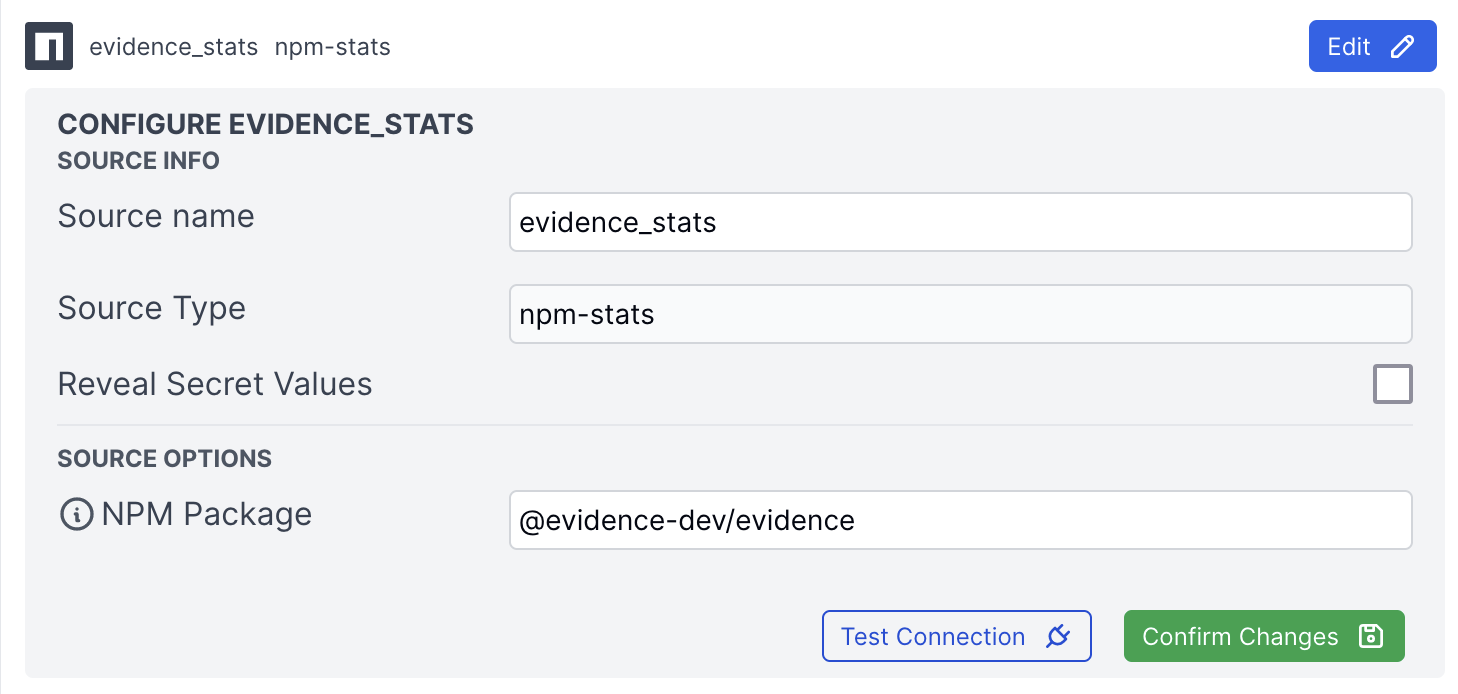 evidence_stats npm-stats Edit
CONFIGURE EVIDENCE_STATS
SOURCE INFO
Source name evidence_stats
Source Type npm-stats
Reveal Secret Values
SOURCE OPTIONS
NPM Package @evidence-dev/evidence
Test Connection Confirm Changes